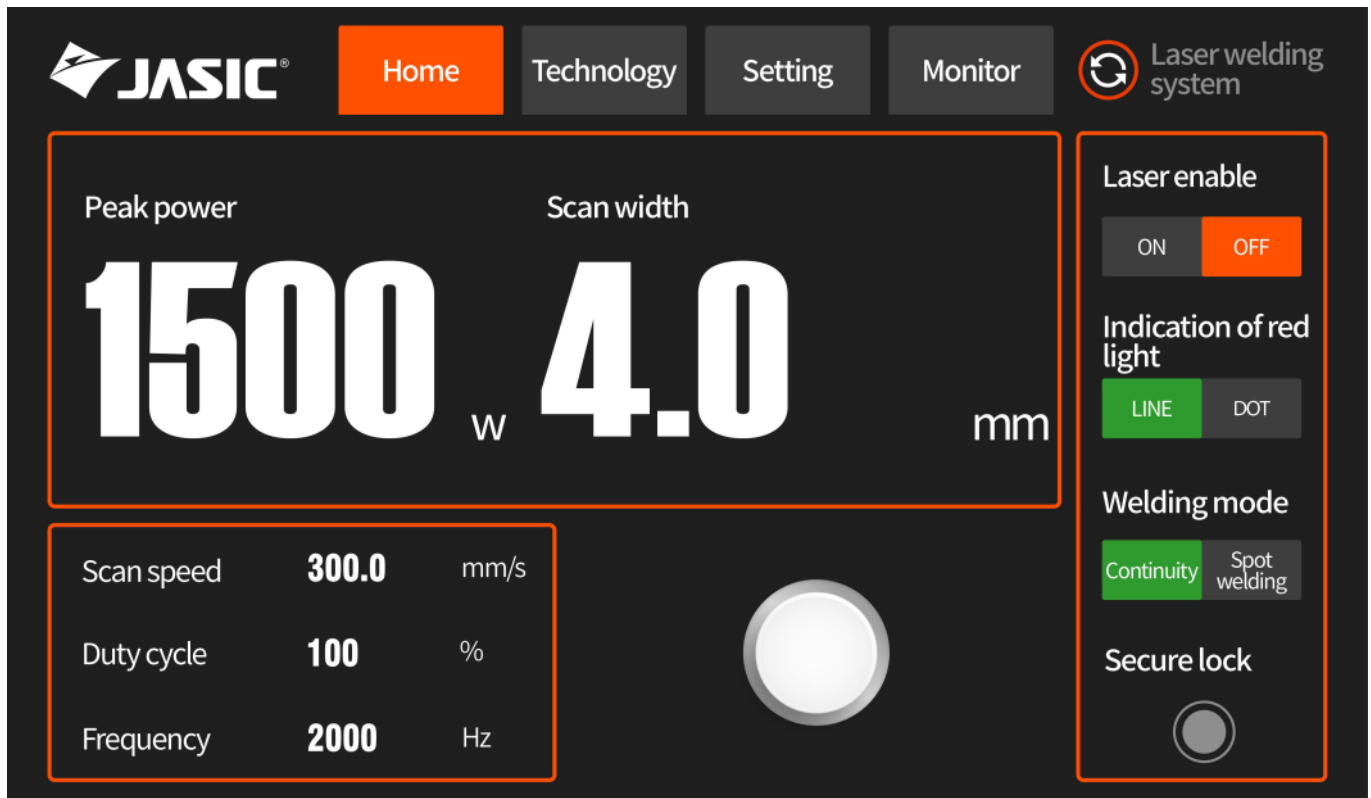 JASIC®
Home
Technology
Setting
Monitor
Laser welding
system
Peak power
Scan width
1500 w
4.0 mm
Scan speed 300.0 mm/s
Duty cycle 100 %
Frequency 2000 Hz
Laser enable
ON OFF
Indication of red
light
LINE DOT
Welding mode
Continuity
Spot
welding
Secure lock